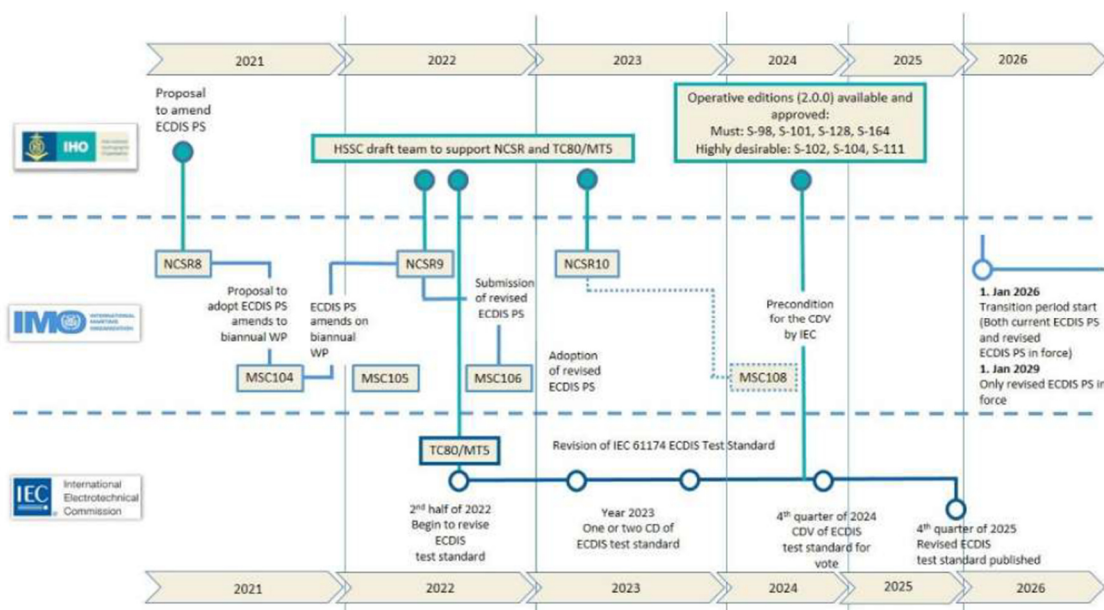 2021
2022
2023
2024
2025
2026
Proposal
to amend
ECDIS PS
Operative editions (2.0.0) available and
approved:
Must: S-98, S-101, S-128, S-164
Highly desirable: S-102, S-104, S-111
IHO
HSSC draft team to support NCSR and TC80/MT5
NCSR8
NCSR9
NCSR10
Proposal to
adopt ECDIS PS
amends to
biannual WP
ECDIS PS
amends on
biannual
WP
Submission
of revised
ECDIS PS
Precondition
for the CDV
by IEC
1. Jan 2026
Transition period start
(Both current ECDIS PS
and revised
ECDIS PS in force)
1. Jan 2029
Only revised ECDIS PS in
force
IMO
INTERNATIONAL
MARITIME
ORGANIZATION
Adoption
of revised
ECDIS PS
MSC104
MSC105
MSC106
MSC108
TC80/MT5
Revision of IEC 61174 ECDIS Test Standard
IEC
International
Electrotechnical
Commission
2nd half of 2022
Begin to revise
ECDIS
test standard
Year 2023
One or two CD of
ECDIS test standard
4th quarter of 2024
CDV of ECDIS
test standard for
vote
4th quarter of 2025
Revised ECDIS
test standard published
2021
2022
2023
2024
2025
2026